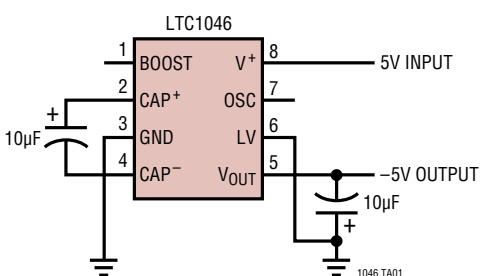 LTC1046
1 BOOST V+ 8 5V INPUT
2 CAP+ OSC 7
+ 10µF
3 GND LV 6
4 CAP– VOUT 5 –5V OUTPUT
10µF
+
1046 TA01